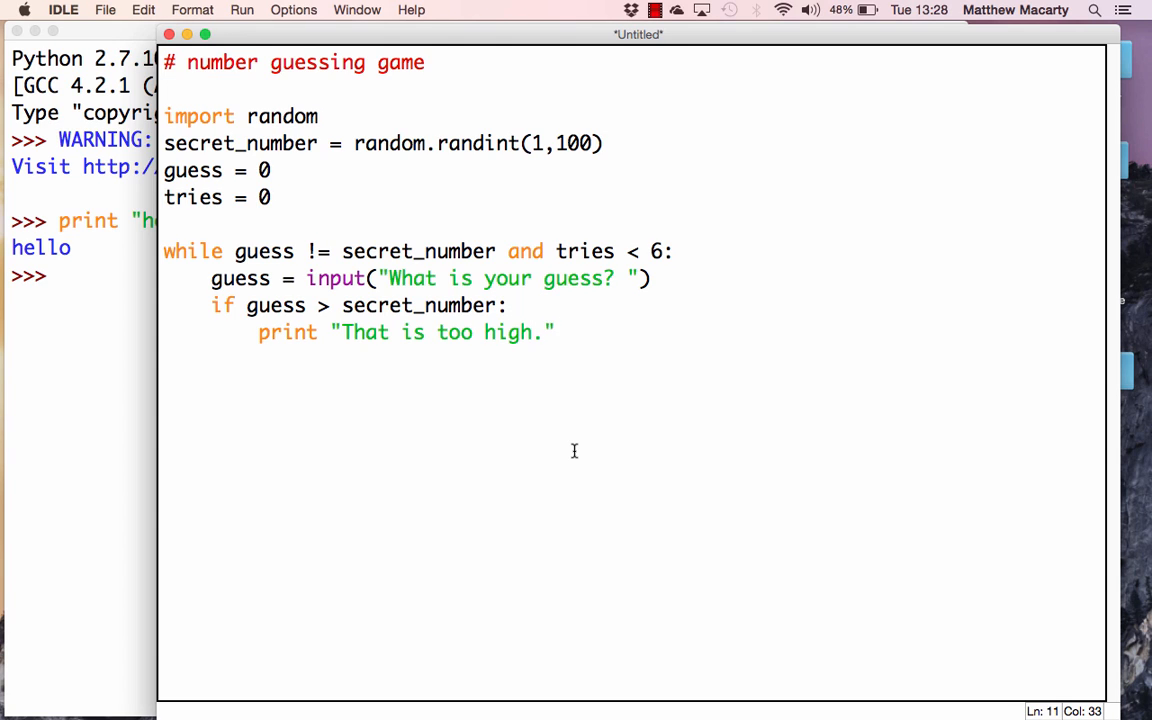 IDLE File Edit Format Run Options Window Help 48% Tue 13:28 Matthew Macarty
*Untitled*
Python 2.7.10
[GCC 4.2.1 (
Type "copyri
>>> WARNING:
Visit http:/
>>> print "h
hello
>>>
# number guessing game
import random
secret_number = random.randint(1,100)
guess = 0
tries = 0
while guess != secret_number and tries < 6:
guess = input("What is your guess? ")
if guess > secret_number:
print "That is too high."
Ln: 11 Col: 33